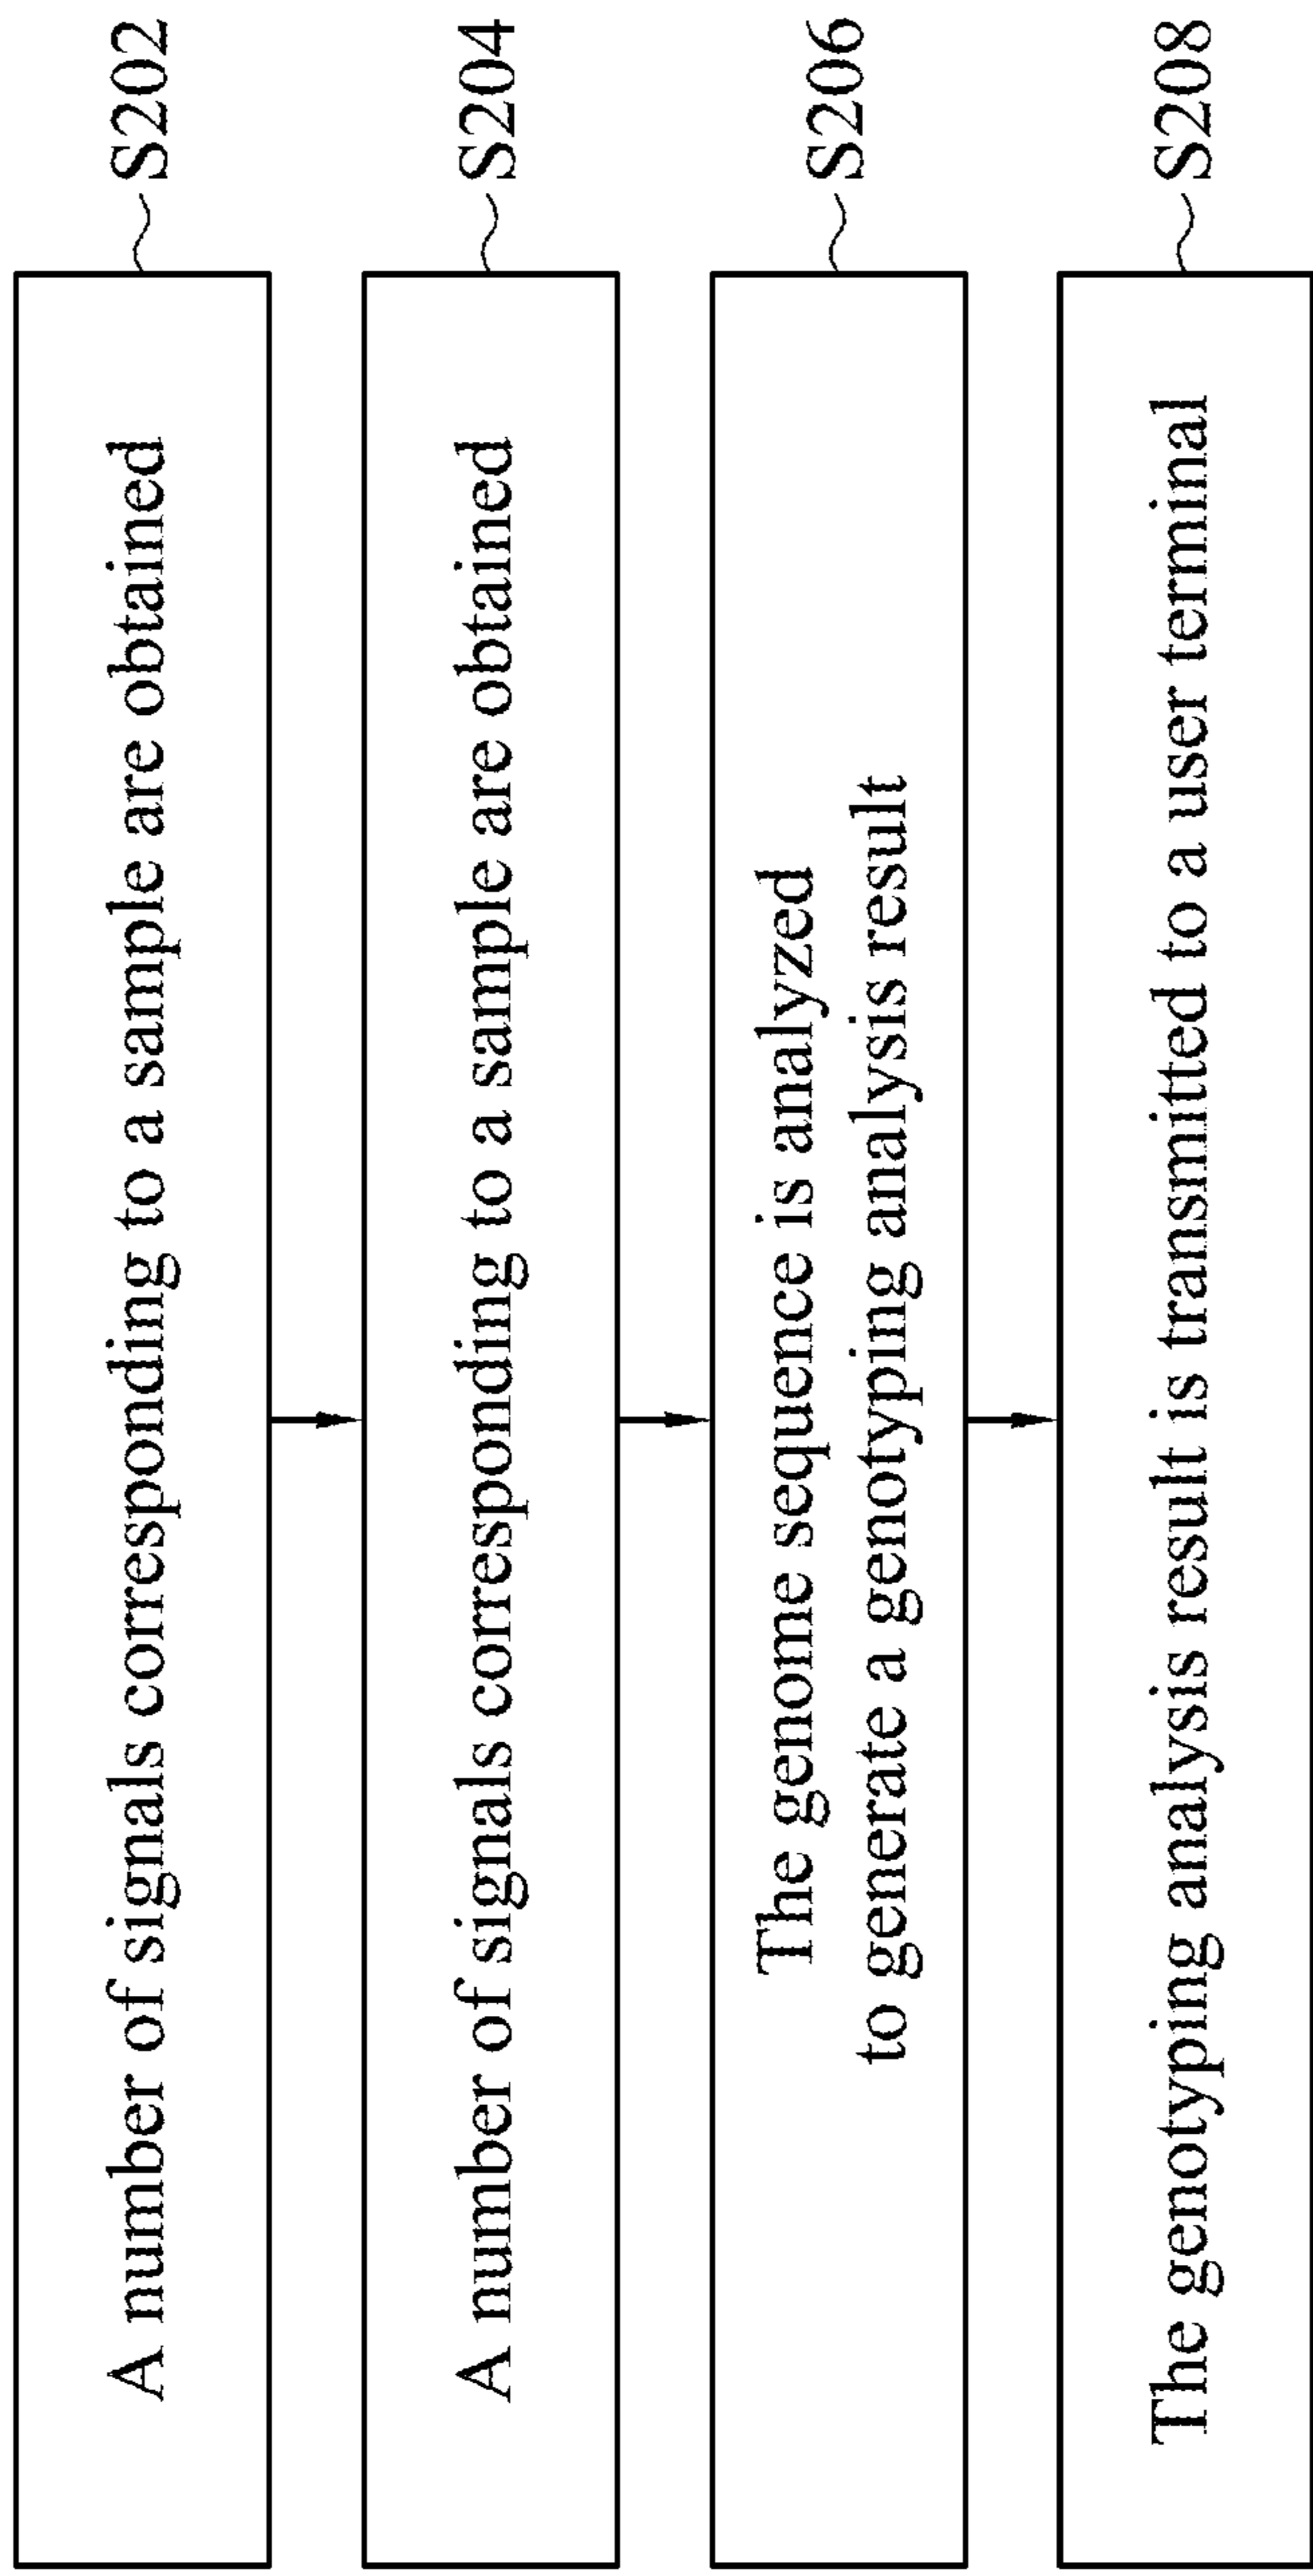 A number of signals corresponding to a sample are obtained
S202
A number of signals corresponding to a sample are obtained
S204
The genome sequence is analyzed
to generate a genotyping analysis result
S206
The genotyping analysis result is transmitted to a user terminal
S208